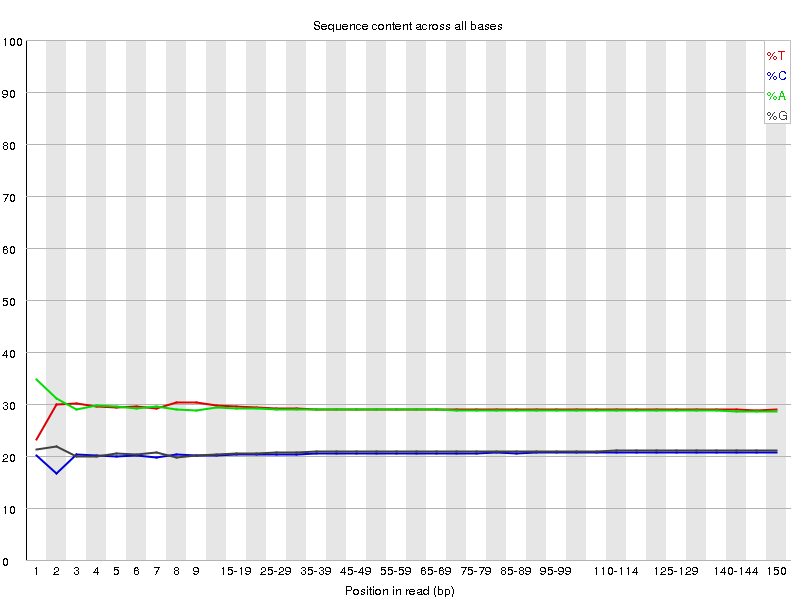 Sequence content across all bases
100
90
80
70
60
50
40
30
20
10
0
%T
%C
%A
%G
1 2 3 4 5 6 7 8 9 15-19 25-29 35-39 45-49 55-59 65-69 75-79 85-89 95-99 110-114 125-129 140-144 150
Position in read (bp)